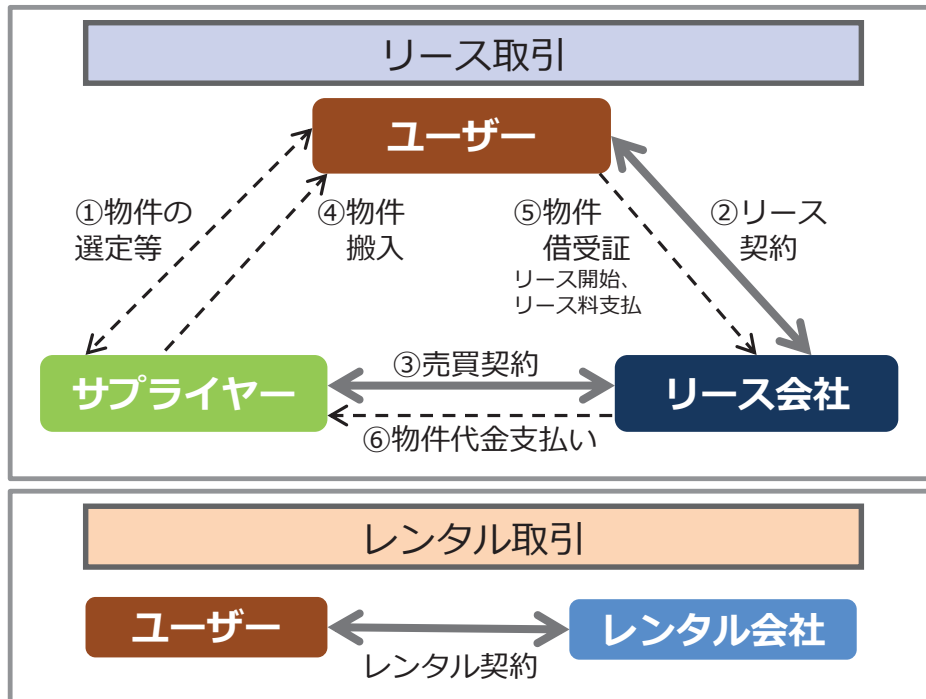 リース取引
ユーザー
①物件の
選定等
④物件
搬入
⑤物件
借受証
リース開始、
リース料支払
②リース
契約
サプライヤー
③売買契約
リース会社
⑥物件代金支払い
レンタル取引
ユーザー
レンタル会社
レンタル契約